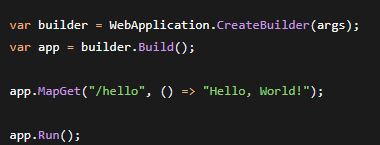 var builder = WebApplication.CreateBuilder(args);
var app = builder.Build();
app.MapGet("/hello", () => "Hello, World!");
app.Run();